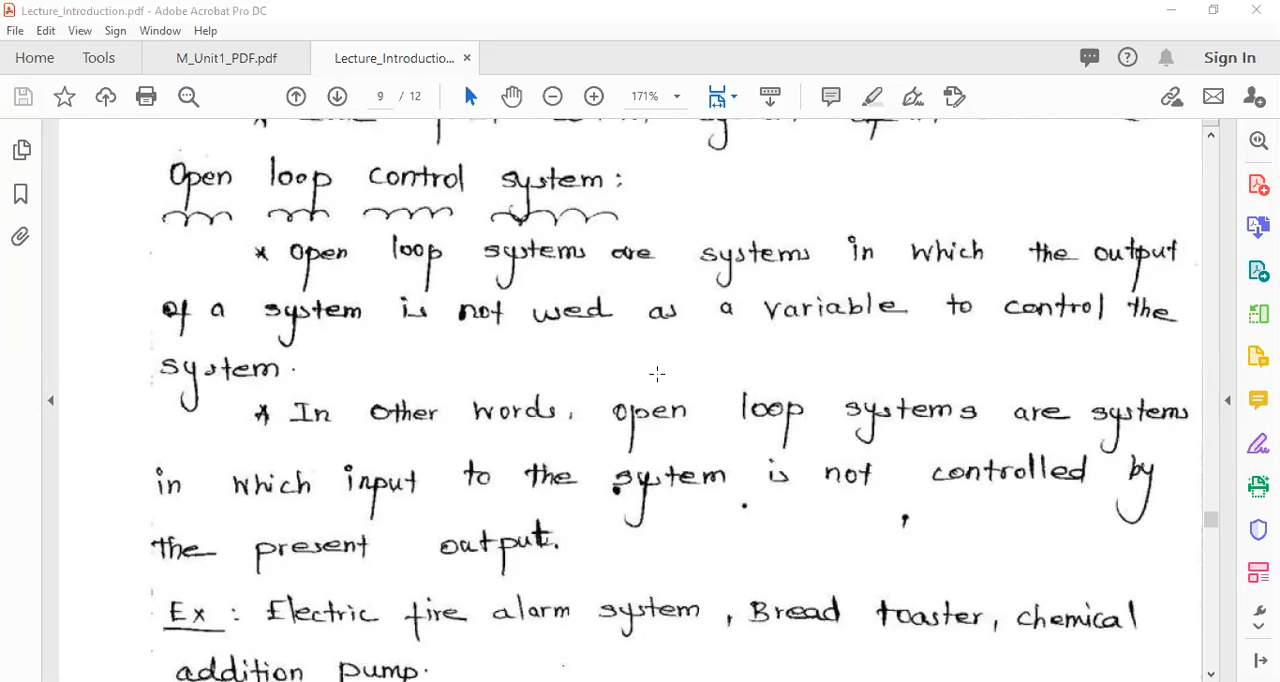 Lecture_Introduction.pdf - Adobe Acrobat Pro DC
File Edit View Sign Window Help
Home Tools M_Unit1_PDF.pdf Lecture_Introductio... × Sign In
9 / 12 171%
Open loop control system:
* Open loop systems are systems in which the output
of a system is not used as a variable to control the
system.
* In other words, open loop systems are systems
in which input to the system is not controlled by
the present output.
Ex : Electric fire alarm system, Bread toaster, chemical
addition pump.